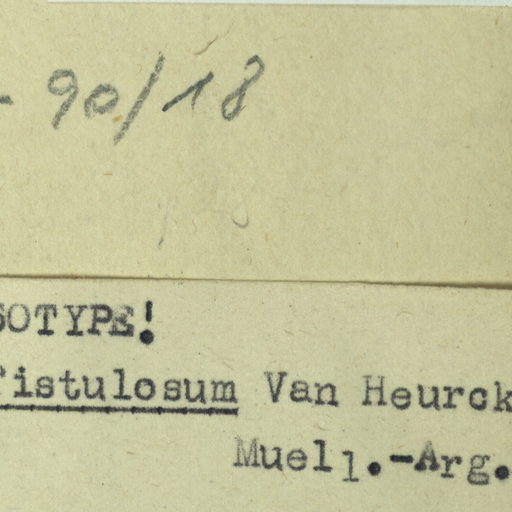 - 90/18
SOTYPE!
fistulosum Van Heurck
Muell.-Arg.